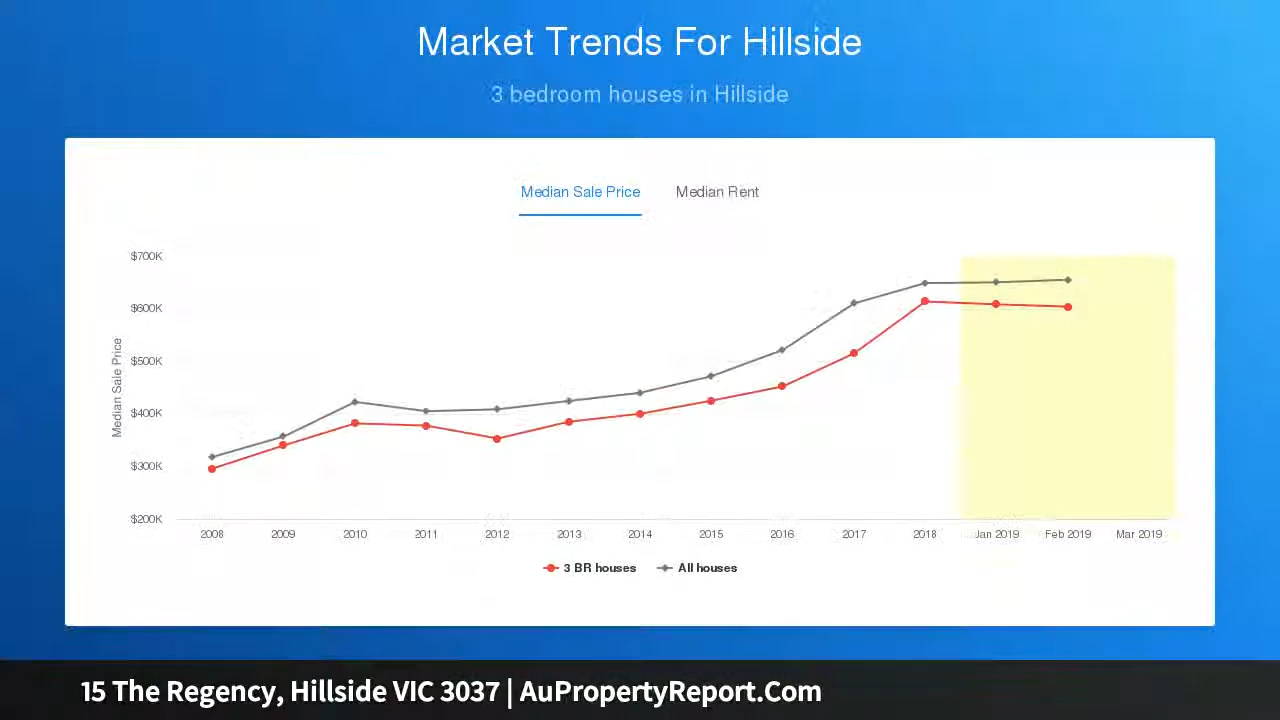 Market Trends For Hillside
3 bedroom houses in Hillside
Median Sale Price Median Rent
$700K
$600K
$500K
$400K
$300K
$200K
Median Sale Price
2008 2009 2010 2011 2012 2013 2014 2015 2016 2017 2018 Jan 2019 Feb 2019 Mar 2019
3 BR houses All houses
15 The Regency, Hillside VIC 3037 | AuPropertyReport.Com